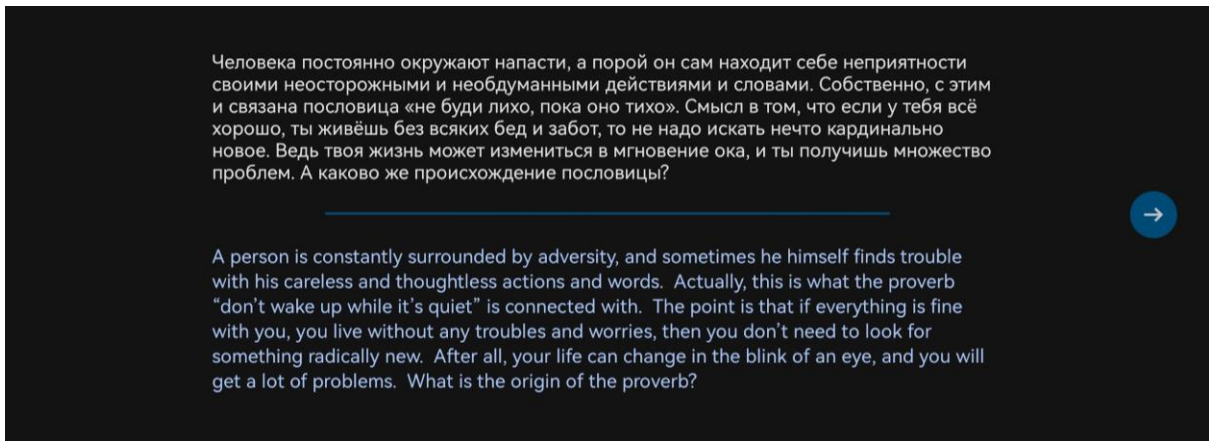 Человека постоянно окружают напасти, а порой он сам находит себе неприятности
своими неосторожными и необдуманными действиями и словами. Собственно, с этим
и связана пословица «не буди лихо, пока оно тихо». Смысл в том, что если у тебя всё
хорошо, ты живёшь без всяких бед и забот, то не надо искать нечто кардинально
новое. Ведь твоя жизнь может измениться в мгновение ока, и ты получишь множество
проблем. А каково же происхождение пословицы?
A person is constantly surrounded by adversity, and sometimes he himself finds trouble
with his careless and thoughtless actions and words.  Actually, this is what the proverb
“don’t wake up while it’s quiet” is connected with.  The point is that if everything is fine
with you, you live without any troubles and worries, then you don’t need to look for
something radically new.  After all, your life can change in the blink of an eye, and you will
get a lot of problems.  What is the origin of the proverb?